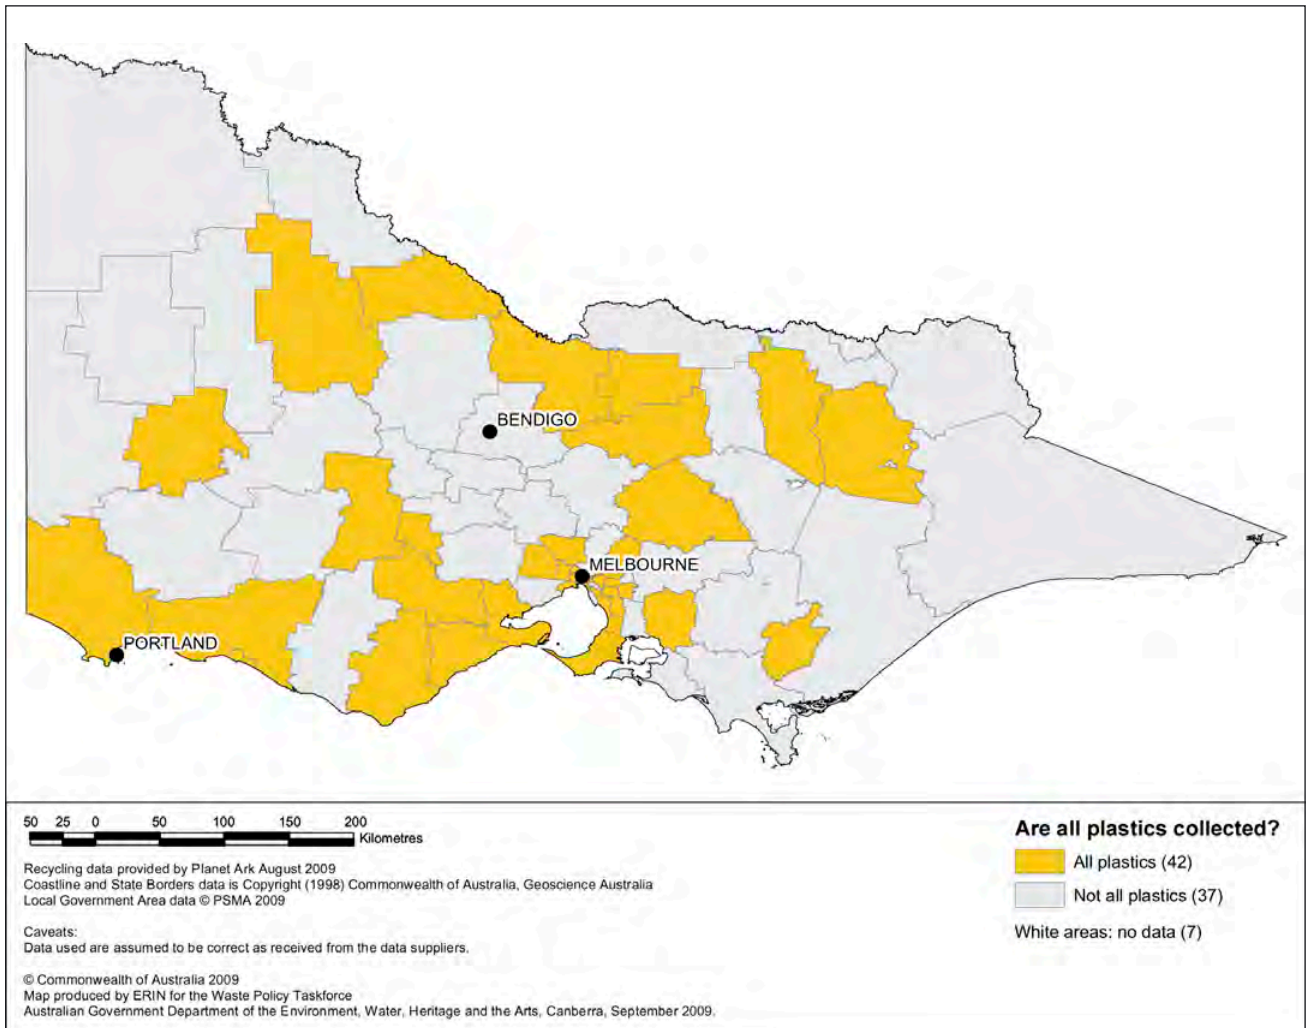 BENDIGO
MELBOURNE
PORTLAND
50 25 0 50 100 150 200
Kilometres
Recycling data provided by Planet Ark August 2009
Coastline and State Borders data is Copyright (1998) Commonwealth of Australia, Geoscience Australia
Local Government Area data © PSMA 2009
Caveats:
Data used are assumed to be correct as received from the data suppliers.
© Commonwealth of Australia 2009
Map produced by ERIN for the Waste Policy Taskforce
Australian Government Department of the Environment, Water, Heritage and the Arts, Canberra, September 2009.
Are all plastics collected?
All plastics (42)
Not all plastics (37)
White areas: no data (7)